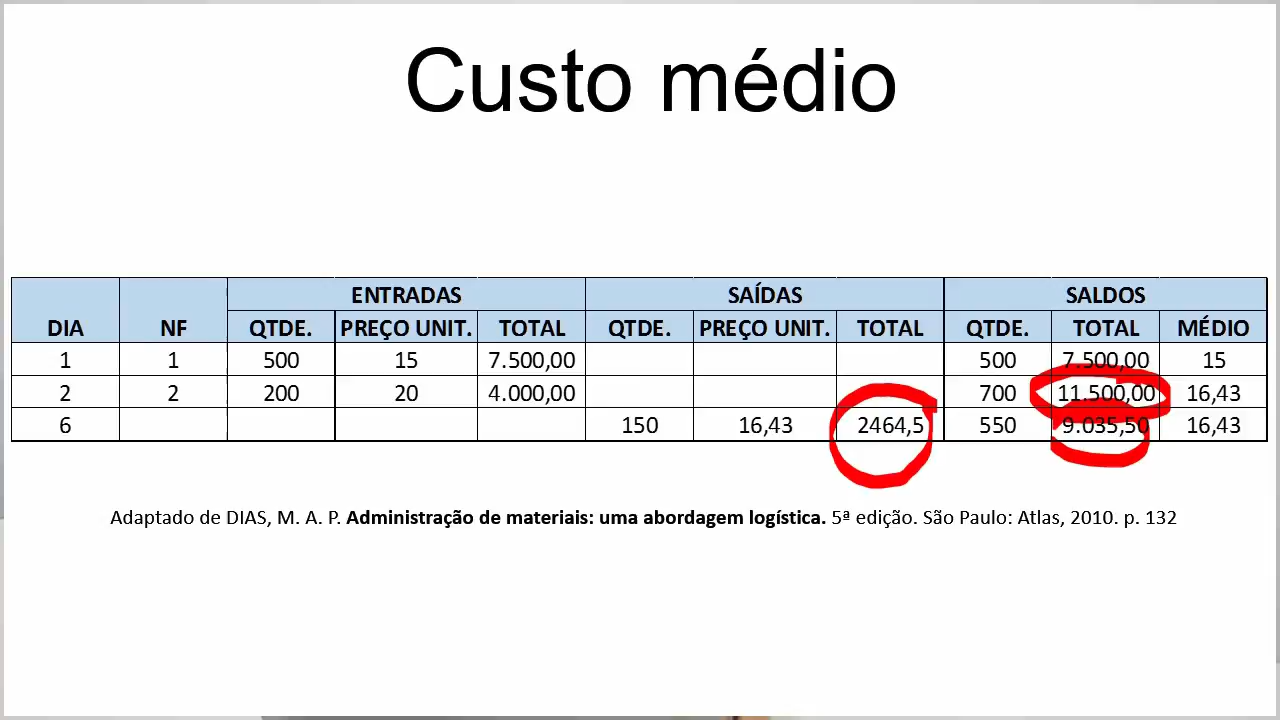 Custo médio
ENTRADAS SAÍDAS SALDOS
DIA NF QTDE. PREÇO UNIT. TOTAL QTDE. PREÇO UNIT. TOTAL QTDE. TOTAL MÉDIO
1 1 500 15 7.500,00 500 7.500,00 15
2 2 200 20 4.000,00 700 11.500,00 16,43
6 150 16,43 2464,5 550 9.035,50 16,43
Adaptado de DIAS, M. A. P. Administração de materiais: uma abordagem logística. 5ª edição. São Paulo: Atlas, 2010. p. 132